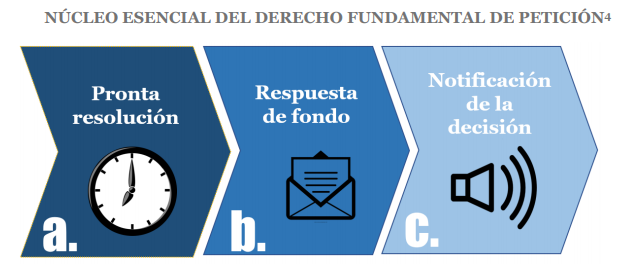 NÚCLEO ESENCIAL DEL DERECHO FUNDAMENTAL DE PETICIÓN4
Pronta
resolución
a.
Respuesta
de fondo
b.
Notificación
de la
decisión
c.